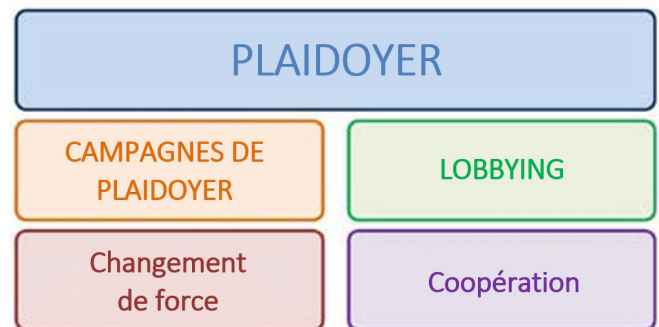 PLAIDOYER
CAMPAGNES DE
PLAIDOYER
LOBBYING
Changement
de force
Coopération